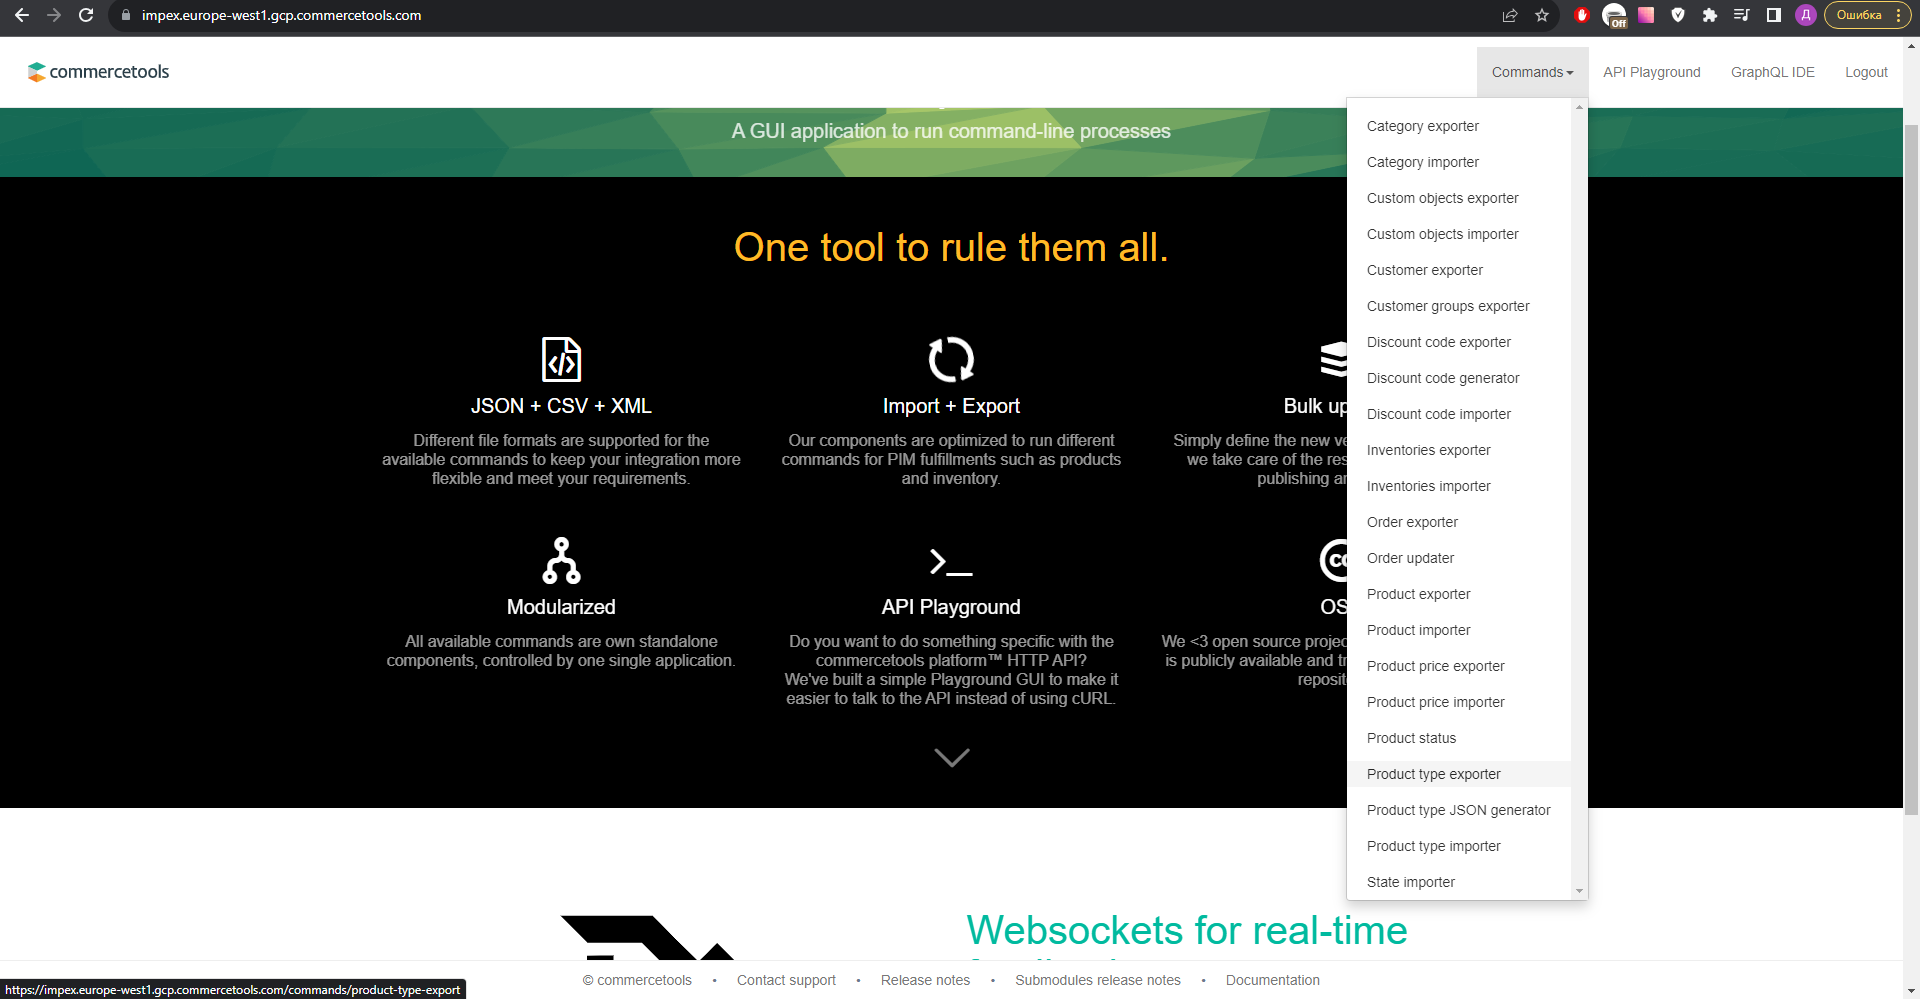 impex.europe-west1.gcp.commercetools.com
Off
Д
Ошибка
commercetools
Commands
API Playground
GraphQL IDE
Logout
A GUI application to run command-line processes
One tool to rule them all.
JSON + CSV + XML
Different file formats are supported for the
available commands to keep your integration more
flexible and meet your requirements.
Import + Export
Our components are optimized to run different
commands for PIM fulfillments such as products
and inventory.
Bulk up
Simply define the new ve
we take care of the res
publishing an
Modularized
All available commands are own standalone
components, controlled by one single application.
API Playground
Do you want to do something specific with the
commercetools platform™ HTTP API?
We've built a simple Playground GUI to make it
easier to talk to the API instead of using cURL.
OS
We <3 open source projec
is publicly available and tr
reposit
Category exporter
Category importer
Custom objects exporter
Custom objects importer
Customer exporter
Customer groups exporter
Discount code exporter
Discount code generator
Discount code importer
Inventories exporter
Inventories importer
Order exporter
Order updater
Product exporter
Product importer
Product price exporter
Product price importer
Product status
Product type exporter
Product type JSON generator
Product type importer
State importer
Websockets for real-time
© commercetools • Contact support • Release notes • Submodules release notes • Documentation
https://impex.europe-west1.gcp.commercetools.com/commands/product-type-export